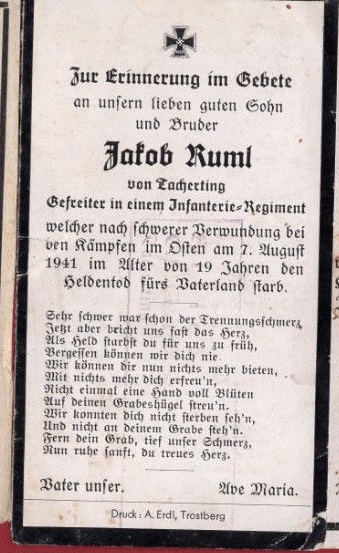 Zur Erinnerung im Gebete
an unsern lieben guten Sohn
und Bruder
Jakob Ruml
von Tacherting
Gefreiter in einem Infanterie-Regiment
welcher nach schwerer Verwundung bei
den Kämpfen im Osten am 7. August
1941 im Alter von 19 Jahren den
Heldentod fürs Vaterland starb.
Sehr schwer war schon der Trennungsschmerz
Jetzt aber bricht uns fast das Herz,
Als Held starbst du für uns zu früh,
Vergessen können wir dich nie.
Wir können dir nun nichts mehr bieten,
Mit nichts mehr dich erfreu'n,
Nicht einmal eine Hand voll Blüten
Auf deinen Grabeshügel streu'n.
Wir konnten dich nicht sterben seh'n,
Und nicht an deinem Grabe steh'n.
Fern dein Grab, tief unser Schmerz,
Nun ruhe sanft, du treues Herz.
Vater unser. Ave Maria.
Druck: A. Erdl, Trostberg